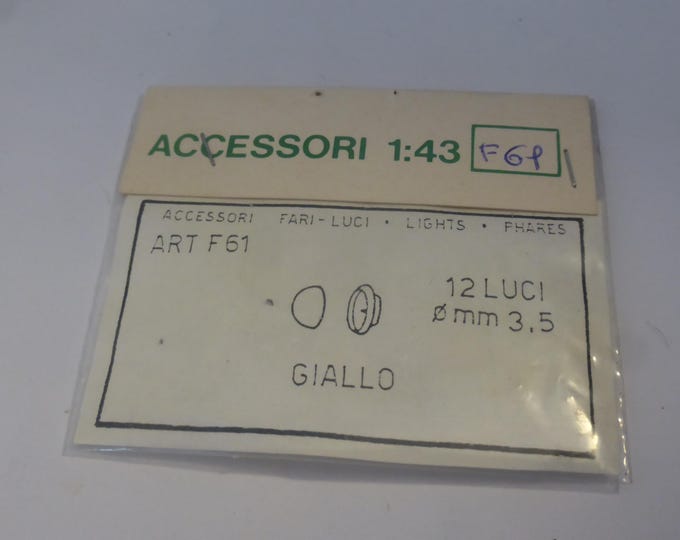 ACCESSORI 1:43 F61
ACCESSORI FARI-LUCI · LIGHTS · PHARES
ART F61
12 LUCI
ø mm 3,5
GIALLO